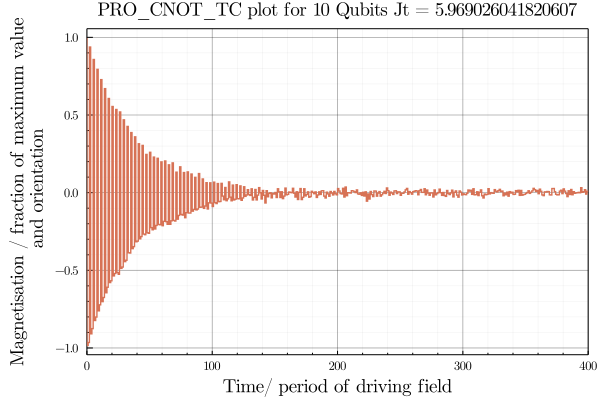 PRO_CNOT_TC plot for 10 Qubits Jt = 5.969026041820607
Magnetisation / fraction of maximum value
and orientation
1.0
0.5
0.0
−0.5
−1.0
0 100 200 300 400
Time/ period of driving field